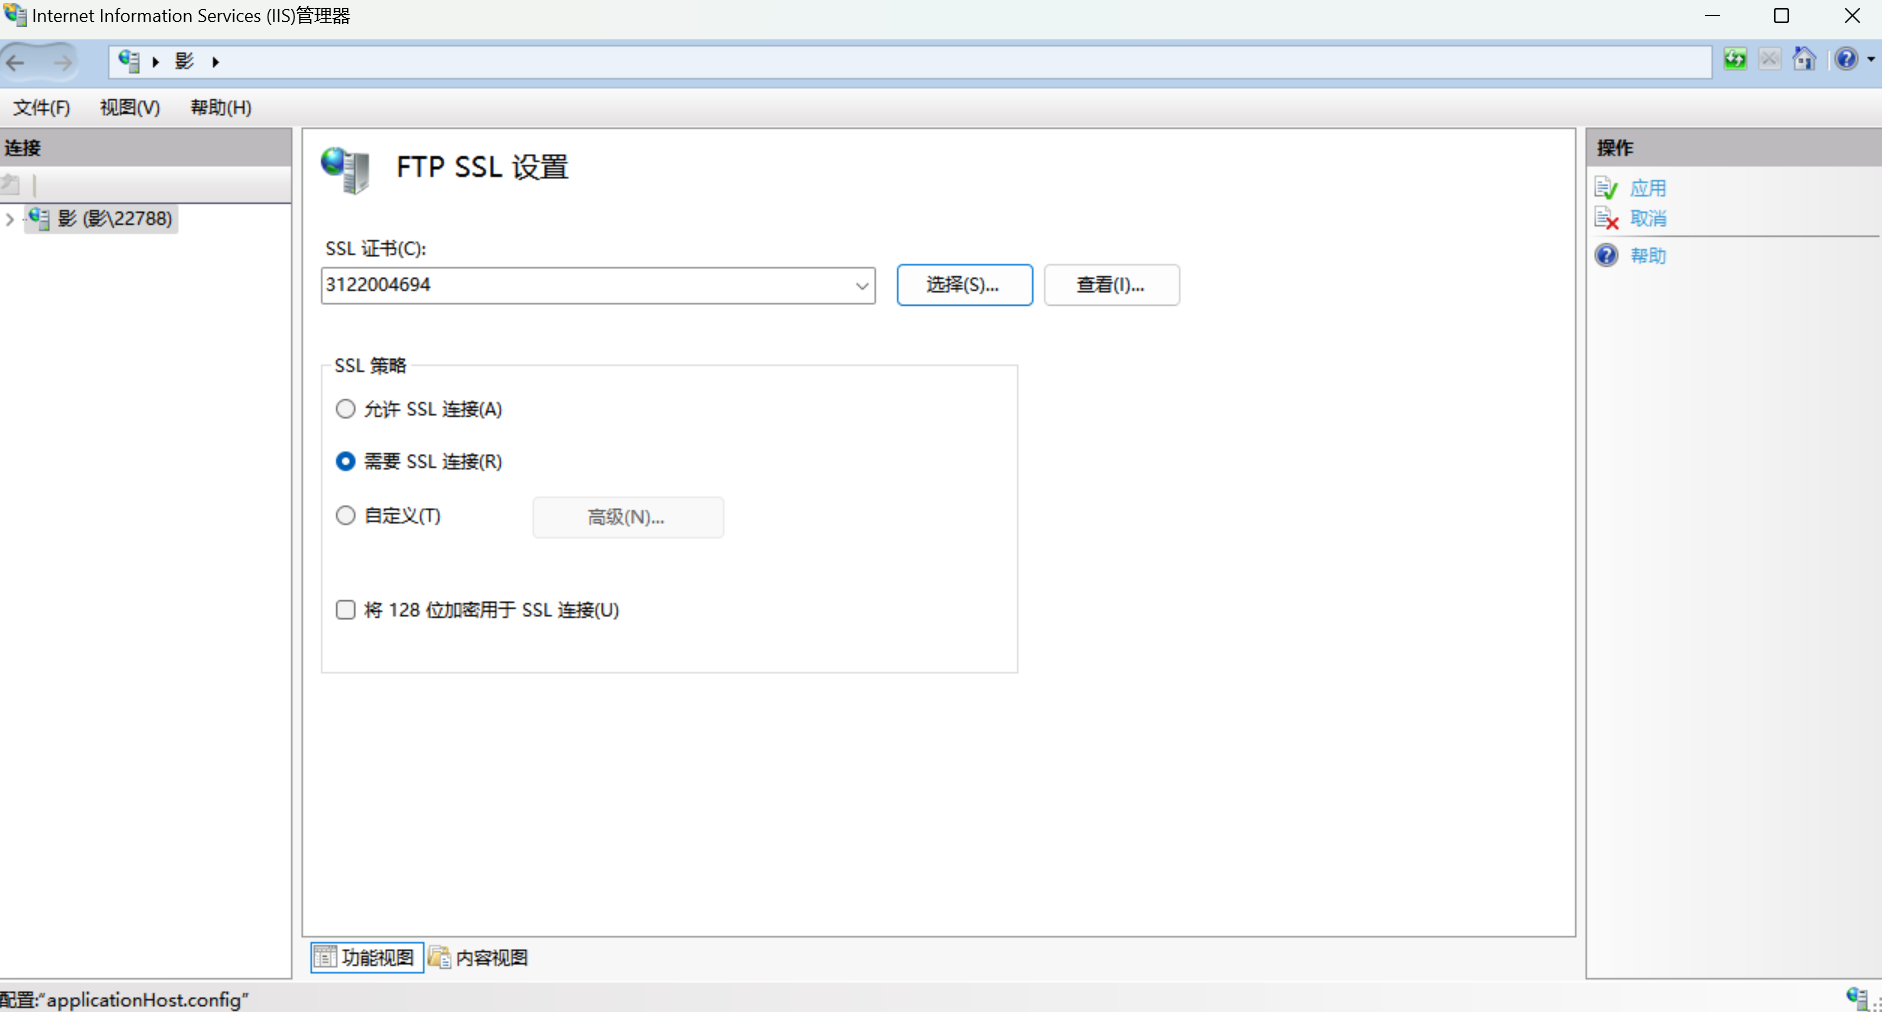 Internet Information Services (IIS)管理器
影
文件(F) 视图(V) 帮助(H)
连接
影 (影\22788)
FTP SSL 设置
SSL 证书(C):
3122004694
选择(S)... 查看(I)...
SSL 策略
允许 SSL 连接(A)
需要 SSL 连接(R)
自定义(T) 高级(N)...
将 128 位加密用于 SSL 连接(U)
功能视图 内容视图
操作
应用
取消
帮助
配置:“applicationHost.config”